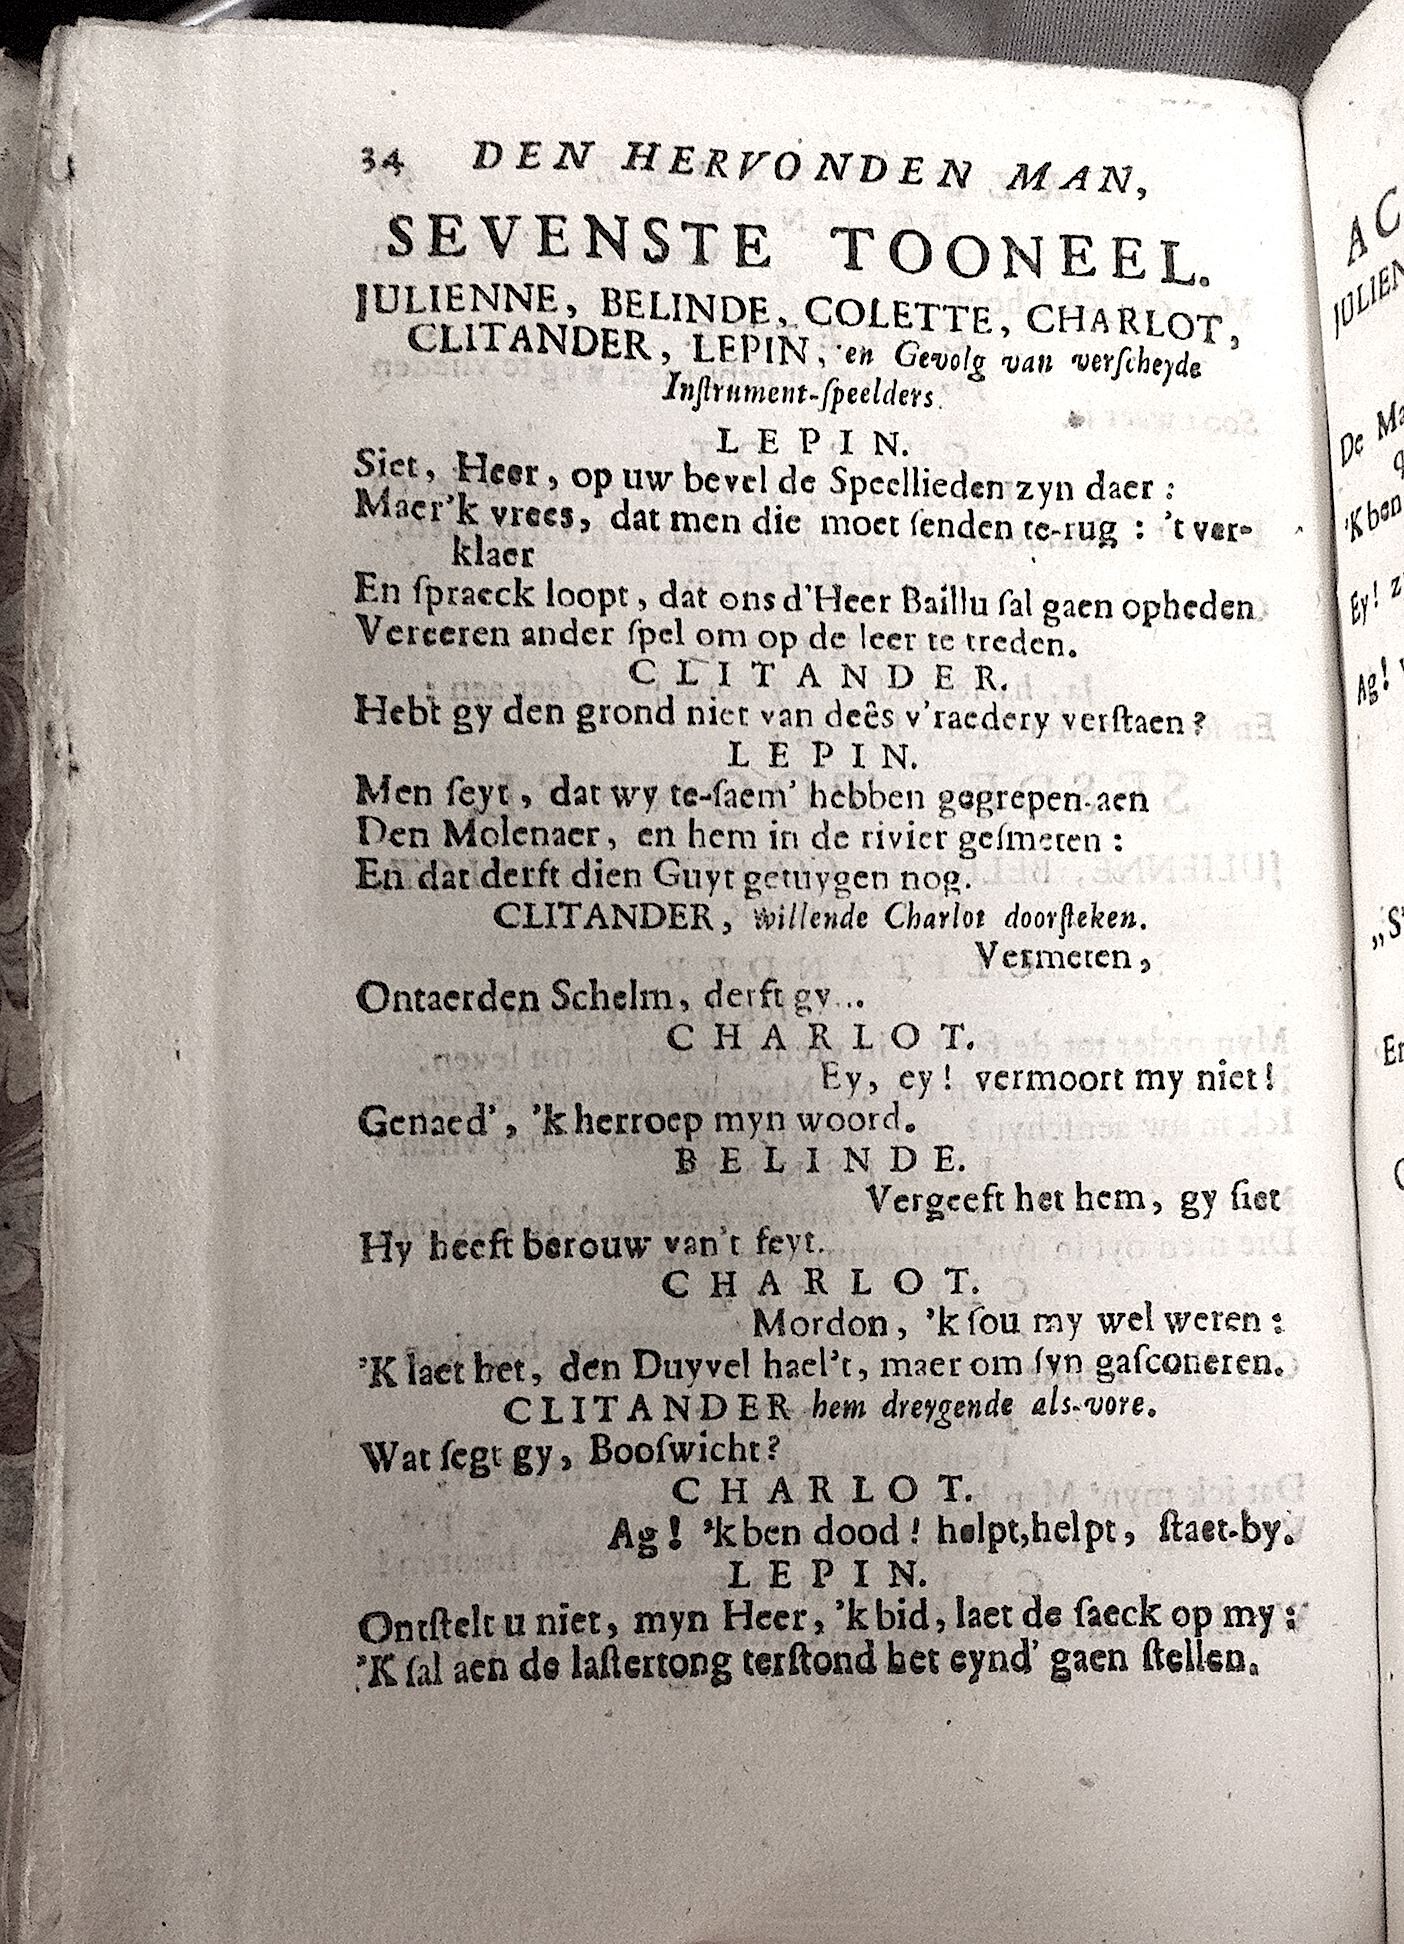 34 DEN HERVONDEN MAN,
SEVENSTE TOONEEL.
JULIENNE, BELINDE, COLETTE, CHARLOT,
CLITANDER, LEPIN, en Gevolg van verſcheyde
Inſtrument-ſpeelders.
LEPIN.
Siet, Heer, op uw bevel de Speellieden zyn daer :
Maer 'k vrees, dat men die moet ſenden te-rug : 't ver-
klaer
En ſpraeck loopt, dat ons d'Heer Baillu ſal gaen opheden
Vereeren ander ſpel om op de leer te treden.
CLITANDER.
Hebt gy den grond niet van deês v'raedery verſtaen?
LEPIN.
Men ſeyt, dat wy te-ſaem' hebben gegrepen-aen
Den Molenaer, en hem in de rivier geſmeten :
En dat derft dien Guyt getuygen nog.
CLITANDER, willende Charlot doorſteken.
Vermeten,
Ontaerden Schelm, derft gy...
CHARLOT.
Ey, ey! vermoort my niet!
Genaed', 'k herroep myn woord.
BELINDE.
Vergeeft het hem, gy ſiet
Hy heeft berouw van't feyt.
CHARLOT.
Mordon, 'k ſou my wel weren :
'K laet het, den Duyvel hael't, maer om ſyn gaſconeren.
CLITANDER hem dreygende als-vore.
Wat ſegt gy, Booſwicht?
CHARLOT.
Ag! 'k ben dood! helpt, helpt, ſtaet-by.
LEPIN.
Ontſtelt u niet, myn Heer, 'k bid, laet de ſaeck op my :
'K ſal aen de laſtertong terſtond het eynd' gaen ſtellen.
AC
JULIEN
De Ma
'K ben
Ey! z
Ag!
„S'